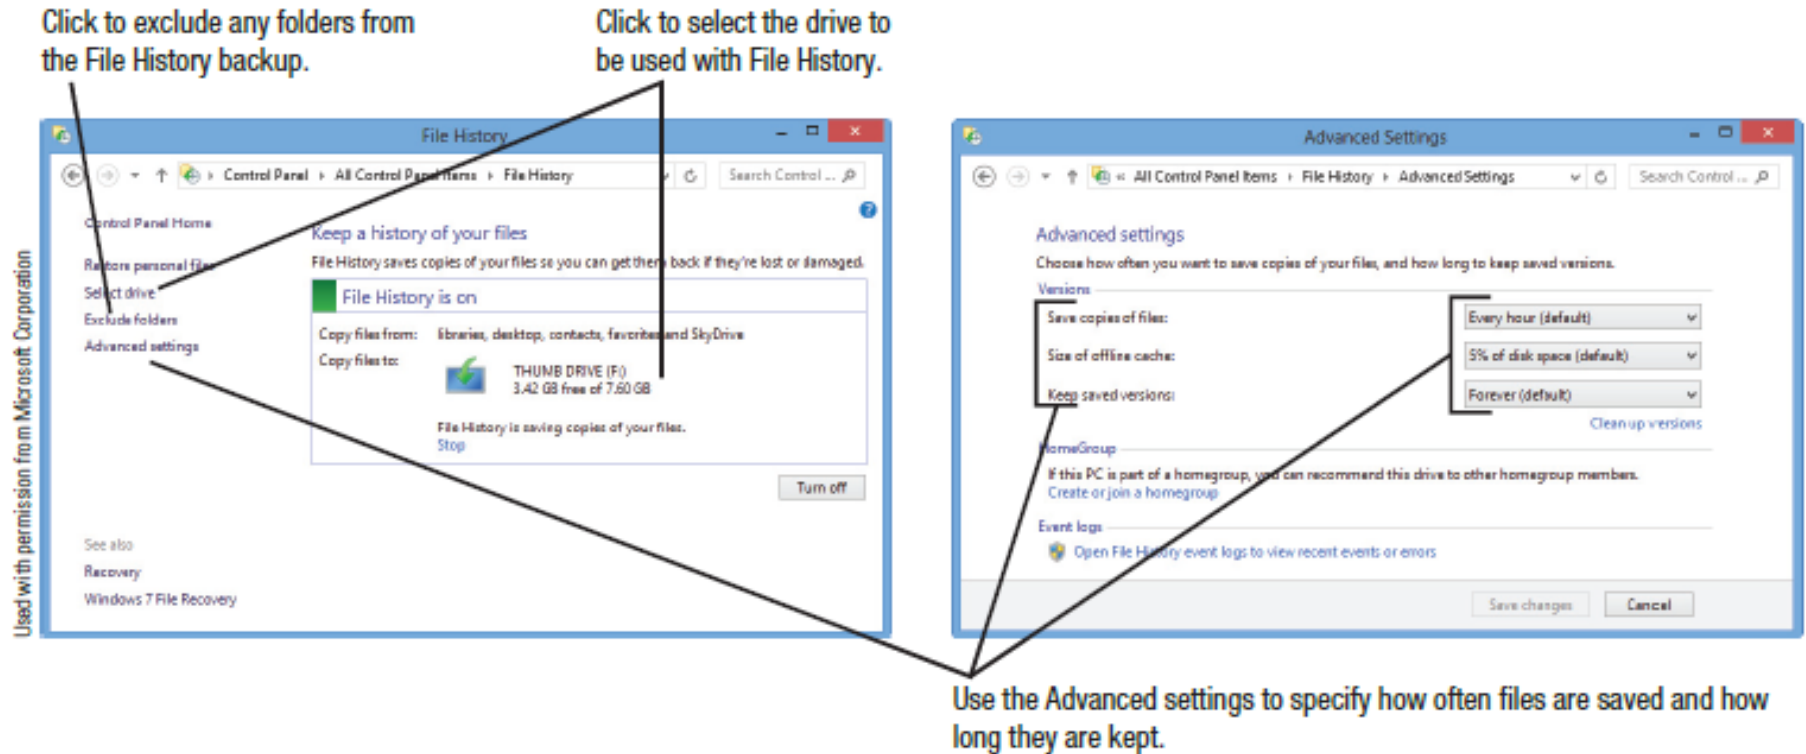 Click to exclude any folders from
the File History backup.
Click to select the drive to
be used with File History.
Used with permission from Microsoft Corporation
File History
Control Panel › All Control Panel Items › File History
Search Control ...
Control Panel Home
Restore personal files
Select drive
Exclude folders
Advanced settings
Keep a history of your files
File History saves copies of your files so you can get them back if they're lost or damaged.
File History is on
Copy files from: libraries, desktop, contacts, favorites and SkyDrive
Copy files to:
THUMB DRIVE (F:)
3.42 GB free of 7.60 GB
File History is saving copies of your files.
Stop
Turn off
See also
Recovery
Windows 7 File Recovery
Advanced Settings
« All Control Panel Items › File History › Advanced Settings
Search Control ...
Advanced settings
Choose how often you want to save copies of your files, and how long to keep saved versions.
Versions
Save copies of files: Every hour (default)
Size of offline cache: 5% of disk space (default)
Keep saved versions: Forever (default)
Clean up versions
HomeGroup
If this PC is part of a homegroup, you can recommend this drive to other homegroup members.
Create or join a homegroup
Event logs
Open File History event logs to view recent events or errors
Save changes
Cancel
Use the Advanced settings to specify how often files are saved and how
long they are kept.